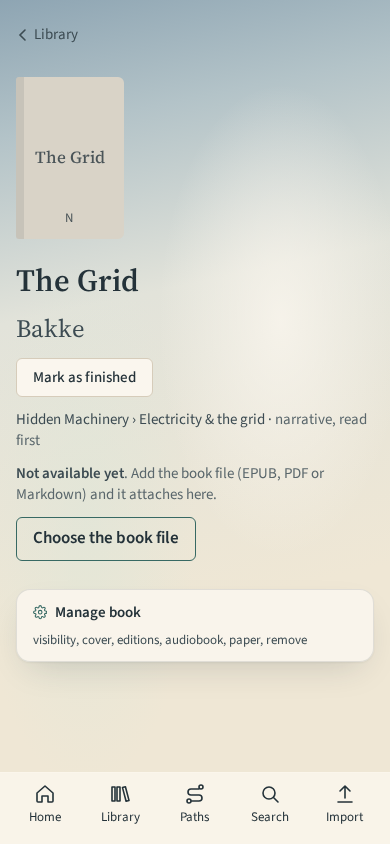 Library
The Grid
N
The Grid
Bakke
Mark as finished
Hidden Machinery › Electricity & the grid · narrative, read
first
Not available yet. Add the book file (EPUB, PDF or
Markdown) and it attaches here.
Choose the book file
Manage book
visibility, cover, editions, audiobook, paper, remove
Home Library Paths Search Import